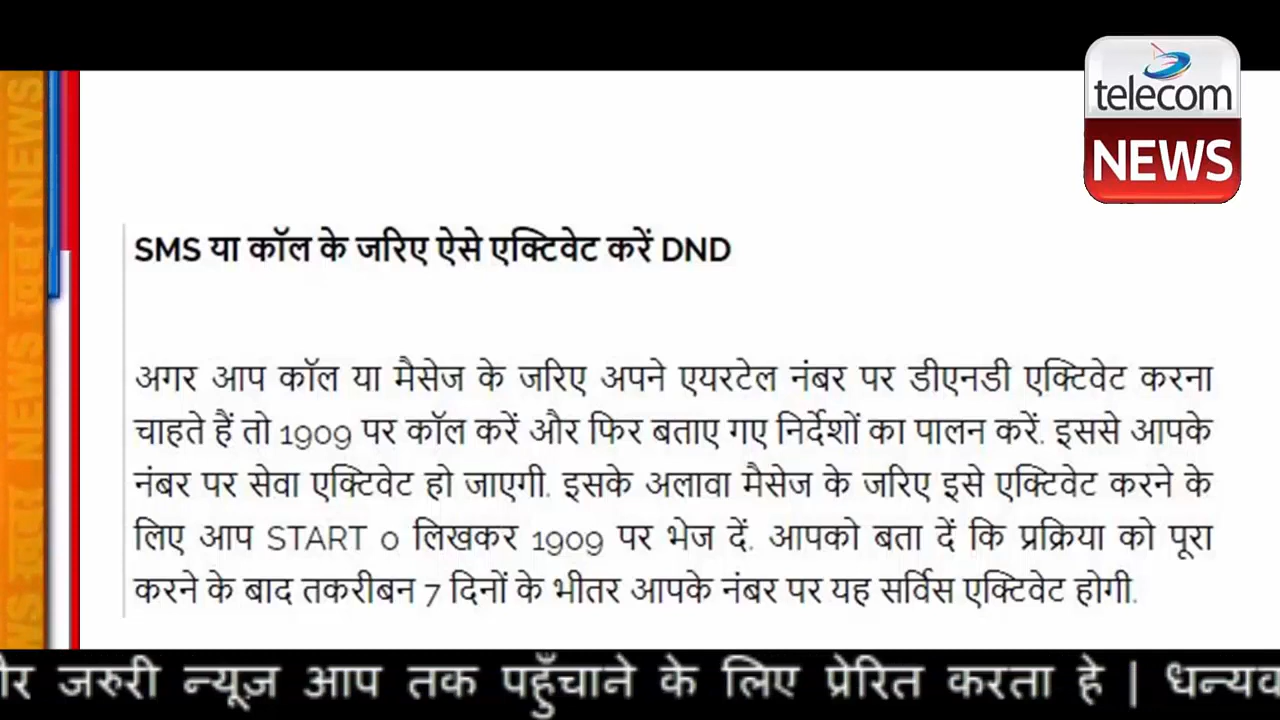 telecom
NEWS
SMS या कॉल के जरिए ऐसे एक्टिवेट करें DND
अगर आप कॉल या मैसेज के जरिए अपने एयरटेल नंबर पर डीएनडी एक्टिवेट करना
चाहते हैं तो 1909 पर कॉल करें और फिर बताए गए निर्देशों का पालन करें. इससे आपके
नंबर पर सेवा एक्टिवेट हो जाएगी. इसके अलावा मैसेज के जरिए इसे एक्टिवेट करने के
लिए आप START 0 लिखकर 1909 पर भेज दें. आपको बता दें कि प्रक्रिया को पूरा
करने के बाद तकरीबन 7 दिनों के भीतर आपके नंबर पर यह सर्विस एक्टिवेट होगी.
जरुरी न्यूज़ आप तक पहुँचाने के लिए प्रेरित करता हे |
NEWS
NEWS